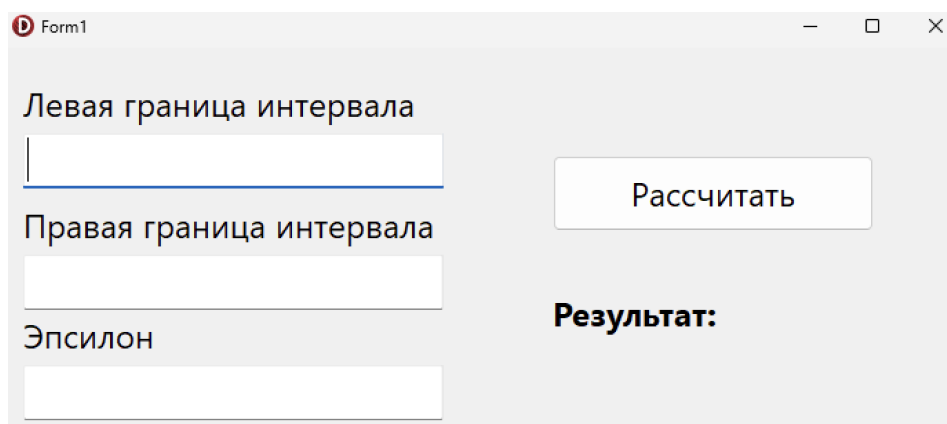 Form1
Левая граница интервала
Рассчитать
Правая граница интервала
Результат:
Эпсилон